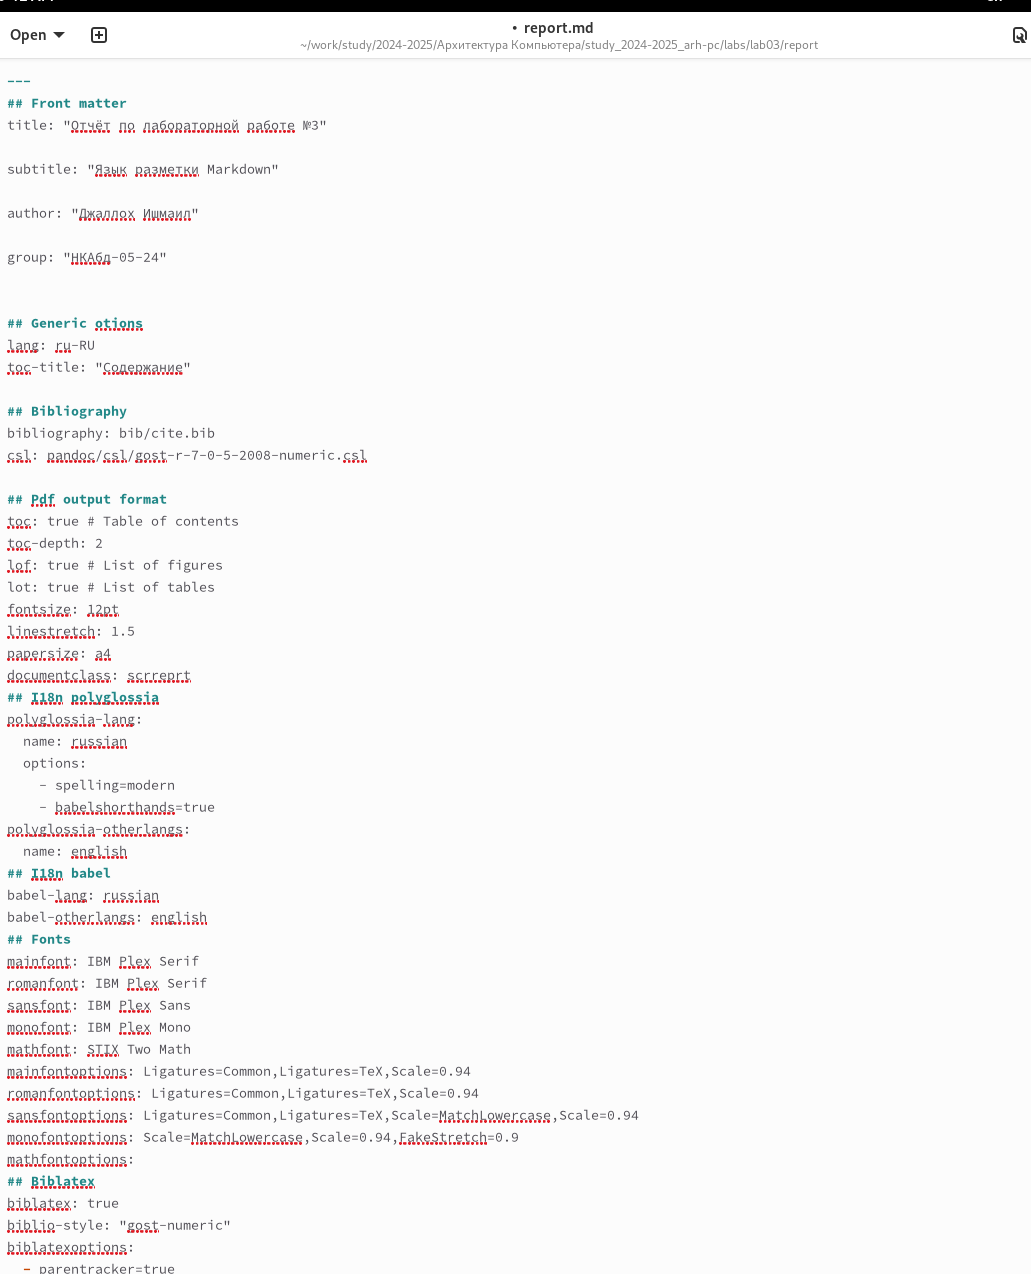 Open
• report.md
~/work/study/2024-2025/Архитектура Компьютера/study_2024-2025_arh-pc/labs/lab03/report
---
## Front matter
title: "Отчёт по лабораторной работе №3"
subtitle: "Язык разметки Markdown"
author: "Джаллох Ишмаил"
group: "НКАбд-05-24"
## Generic otions
lang: ru-RU
toc-title: "Содержание"
## Bibliography
bibliography: bib/cite.bib
csl: pandoc/csl/gost-r-7-0-5-2008-numeric.csl
## Pdf output format
toc: true # Table of contents
toc-depth: 2
lof: true # List of figures
lot: true # List of tables
fontsize: 12pt
linestretch: 1.5
papersize: a4
documentclass: scrreprt
## I18n polyglossia
polyglossia-lang:
  name: russian
  options:
    - spelling=modern
    - babelshorthands=true
polyglossia-otherlangs:
  name: english
## I18n babel
babel-lang: russian
babel-otherlangs: english
## Fonts
mainfont: IBM Plex Serif
romanfont: IBM Plex Serif
sansfont: IBM Plex Sans
monofont: IBM Plex Mono
mathfont: STIX Two Math
mainfontoptions: Ligatures=Common,Ligatures=TeX,Scale=0.94
romanfontoptions: Ligatures=Common,Ligatures=TeX,Scale=0.94
sansfontoptions: Ligatures=Common,Ligatures=TeX,Scale=MatchLowercase,Scale=0.94
monofontoptions: Scale=MatchLowercase,Scale=0.94,FakeStretch=0.9
mathfontoptions:
## Biblatex
biblatex: true
biblio-style: "gost-numeric"
biblatexoptions:
  - parentracker=true